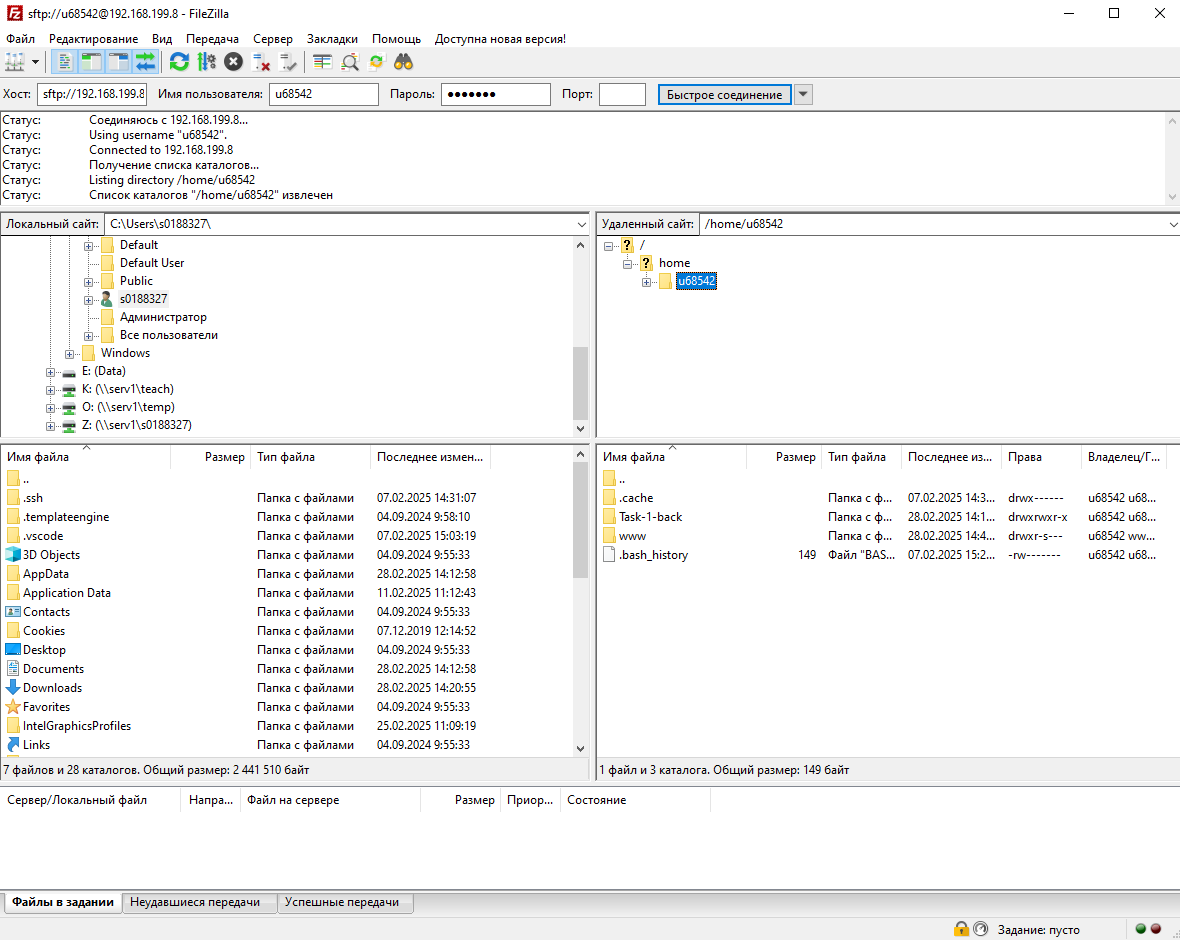 sftp://u68542@192.168.199.8 - FileZilla
Файл Редактирование Вид Передача Сервер Закладки Помощь Доступна новая версия!
Хост: sftp://192.168.199.8 Имя пользователя: u68542 Пароль: ●●●●●●● Порт: Быстрое соединение
Статус: Соединяюсь с 192.168.199.8...
Статус: Using username "u68542".
Статус: Connected to 192.168.199.8
Статус: Получение списка каталогов...
Статус: Listing directory /home/u68542
Статус: Список каталогов "/home/u68542" извлечен
Локальный сайт: C:\Users\s0188327\
Default
Default User
Public
s0188327
Администратор
Все пользователи
Windows
E: (Data)
K: (\\serv1\teach)
O: (\\serv1\temp)
Z: (\\serv1\s0188327)
Удаленный сайт: /home/u68542
/
home
u68542
Имя файла Размер Тип файла Последнее измен...
..
.ssh Папка с файлами 07.02.2025 14:31:07
.templateengine Папка с файлами 04.09.2024 9:58:10
.vscode Папка с файлами 07.02.2025 15:03:19
3D Objects Папка с файлами 04.09.2024 9:55:33
AppData Папка с файлами 28.02.2025 14:12:58
Application Data Папка с файлами 11.02.2025 11:12:43
Contacts Папка с файлами 04.09.2024 9:55:33
Cookies Папка с файлами 07.12.2019 12:14:52
Desktop Папка с файлами 04.09.2024 9:55:33
Documents Папка с файлами 28.02.2025 14:12:58
Downloads Папка с файлами 28.02.2025 14:20:55
Favorites Папка с файлами 04.09.2024 9:55:33
IntelGraphicsProfiles Папка с файлами 25.02.2025 11:09:19
Links Папка с файлами 04.09.2024 9:55:33
7 файлов и 28 каталогов. Общий размер: 2 441 510 байт
Имя файла Размер Тип файла Последнее из... Права Владелец/Г...
..
.cache Папка с ф... 07.02.2025 14:3... drwx------ u68542 u68...
Task-1-back Папка с ф... 28.02.2025 14:1... drwxrwxr-x u68542 u68...
www Папка с ф... 28.02.2025 14:4... drwxr-s--- u68542 ww...
.bash_history 149 Файл "BAS... 07.02.2025 15:2... -rw------- u68542 u68...
1 файл и 3 каталога. Общий размер: 149 байт
Сервер/Локальный файл Напра... Файл на сервере Размер Приор... Состояние
Файлы в задании Неудавшиеся передачи Успешные передачи
Задание: пусто